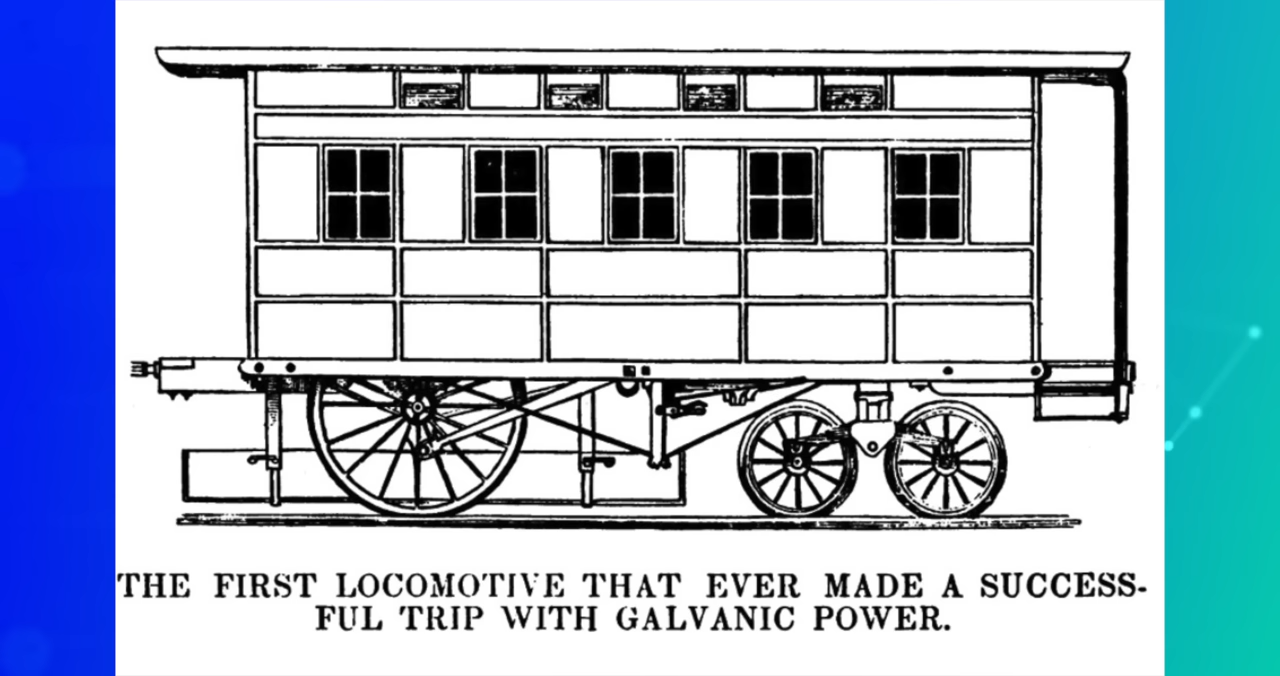 THE FIRST LOCOMOTIVE THAT EVER MADE A SUCCESS-
FUL TRIP WITH GALVANIC POWER.